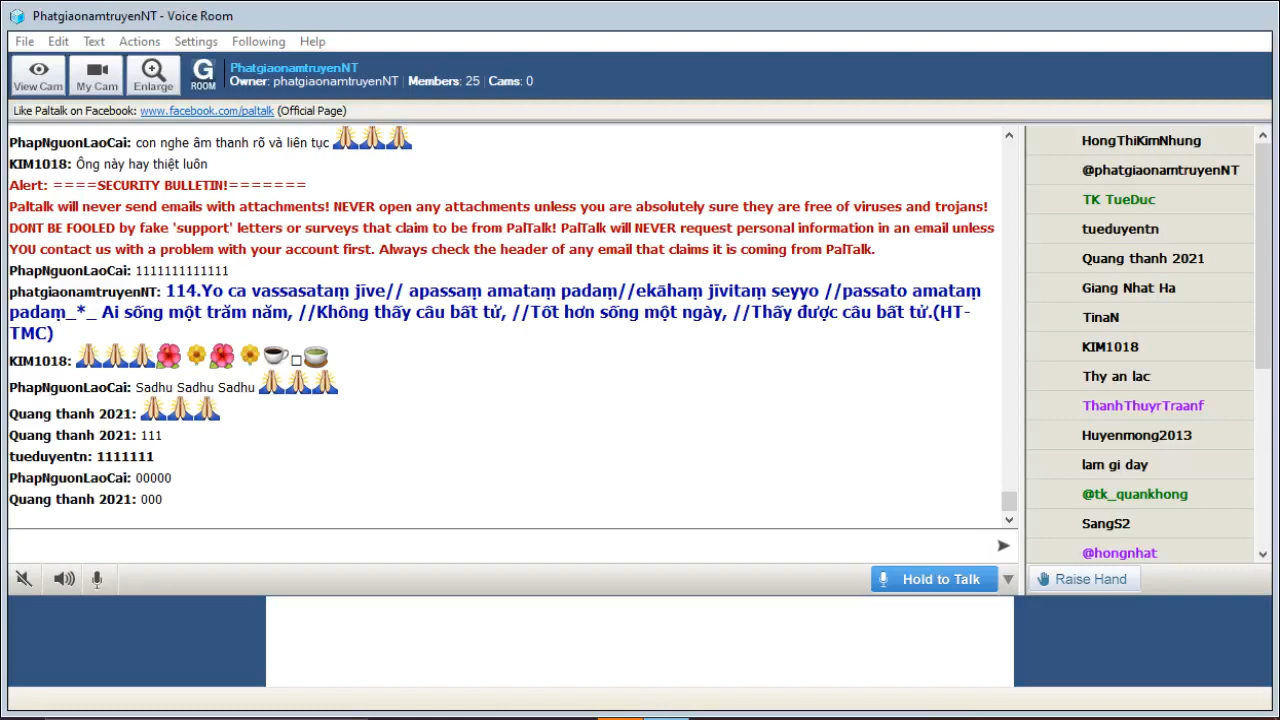 PhatgiaonamtruyenNT - Voice Room
File Edit Text Actions Settings Following Help
View Cam My Cam Enlarge G ROOM
PhatgiaonamtruyenNT
Owner: phatgiaonamtruyenNT Members: 25 Cams: 0
Like Paltalk on Facebook: www.facebook.com/paltalk (Official Page)
PhapNguonLaoCai: con nghe âm thanh rõ và liên tục
KIM1018: Ông này hay thiệt luôn
Alert: ====SECURITY BULLETIN!=======
Paltalk will never send emails with attachments! NEVER open any attachments unless you are absolutely sure they are free of viruses and trojans!
DONT BE FOOLED by fake 'support' letters or surveys that claim to be from PalTalk! PalTalk will NEVER request personal information in an email unless
YOU contact us with a problem with your account first. Always check the header of any email that claims it is coming from PalTalk.
PhapNguonLaoCai: 1111111111111
phatgiaonamtruyenNT: 114.Yo ca vassasataṃ jīve// apassaṃ amataṃ padaṃ//ekāhaṃ jīvitaṃ seyyo //passato amataṃ
padaṃ_*_ Ai sống một trăm năm, //Không thấy câu bất tử, //Tốt hơn sống một ngày, //Thấy được câu bất tử.(HT-
TMC)
KIM1018:
PhapNguonLaoCai: Sadhu Sadhu Sadhu
Quang thanh 2021:
Quang thanh 2021: 111
tueduyentn: 1111111
PhapNguonLaoCai: 00000
Quang thanh 2021: 000
Hold to Talk
HongThiKimNhung
@phatgiaonamtruyenNT
TK TueDuc
tueduyentn
Quang thanh 2021
Giang Nhat Ha
TinaN
KIM1018
Thy an lac
ThanhThuyrTraanf
Huyenmong2013
lam gi day
@tk_quankhong
SangS2
@hongnhat
Raise Hand